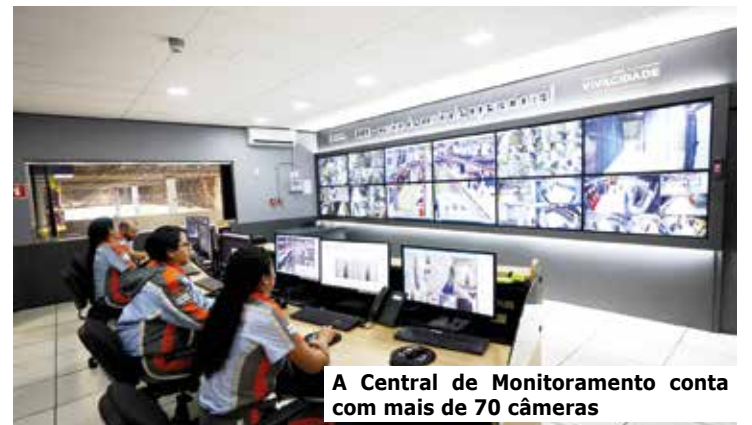 VIVACIDADE
A Central de Monitoramento conta
com mais de 70 câmeras